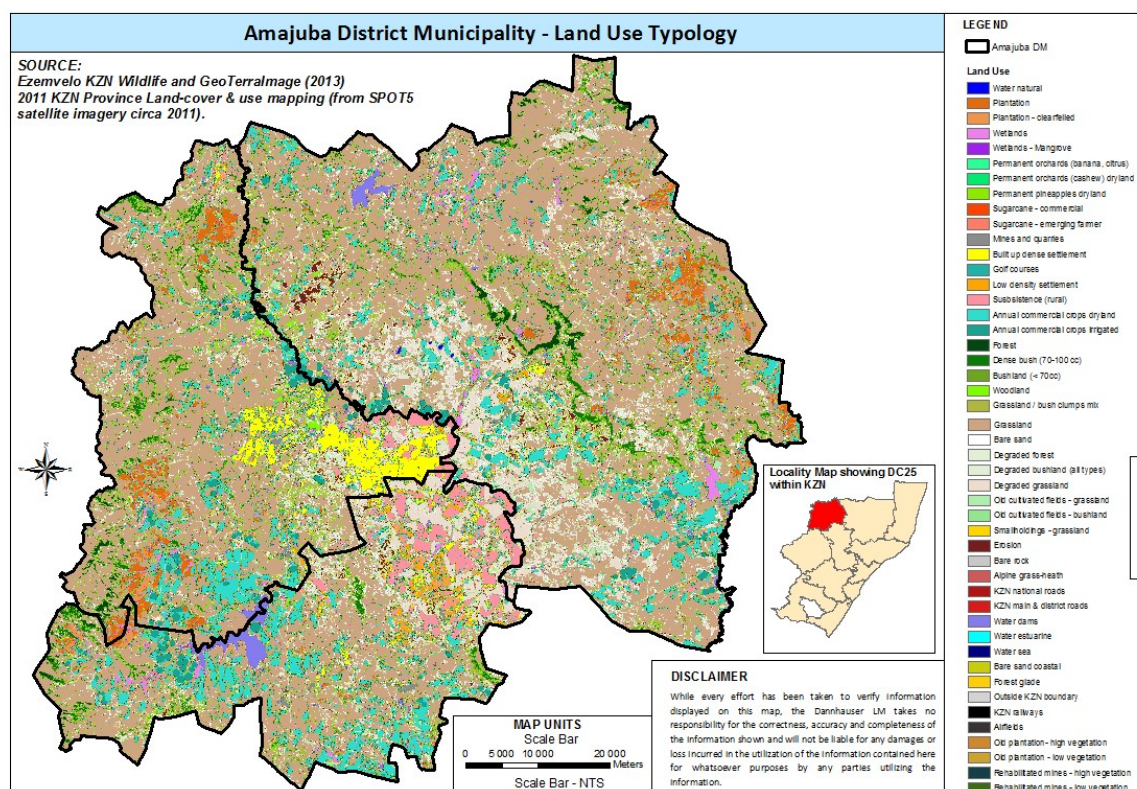 Amajuba District Municipality - Land Use Typology
SOURCE:
Ezemvelo KZN Wildlife and GeoTerraImage (2013)
2011 KZN Province Land-cover & use mapping (from SPOT5
satellite imagery circa 2011).
Locality Map showing DC25
within KZN
MAP UNITS
Scale Bar
0 5 000 10 000 20 000
Meters
Scale Bar - NTS
DISCLAIMER
While every effort has been taken to verify information
displayed on this map, the Dannhauser LM takes no
responsibility for the correctness, accuracy and completeness of
the information shown and will not be liable for any damages or
loss incurred in the utilization of the information contained here
for whatsoever purposes by any parties utilizing the
information.
LEGEND
Amajuba DM
Land Use
Water natural
Plantation
Plantation - clearfelled
Wetlands
Wetlands - Mangrove
Permanent orchards (banana, citrus)
Permanent orchards (cashew) dryland
Permanent pineapples dryland
Sugarcane - commercial
Sugarcane - emerging farmer
Mines and quarries
Built up dense settlement
Golf courses
Low density settlement
Susbsistence (rural)
Annual commercial crops dryland
Annual commercial crops irrigated
Forest
Dense bush (70-100 cc)
Bushland (< 70cc)
Woodland
Grassland / bush clumps mix
Grassland
Bare sand
Degraded forest
Degraded bushland (all types)
Degraded grassland
Old cultivated fields - grassland
Old cultivated fields - bushland
Smallholdings - grassland
Erosion
Bare rock
Alpine grass-heath
KZN national roads
KZN main & district roads
Water dams
Water estuarine
Water sea
Bare sand coastal
Forest glade
Outside KZN boundary
KZN railways
Airfields
Old plantation - high vegetation
Old plantation - low vegetation
Rehabilitated mines - high vegetation
Rehabilitated mines - low vegetation